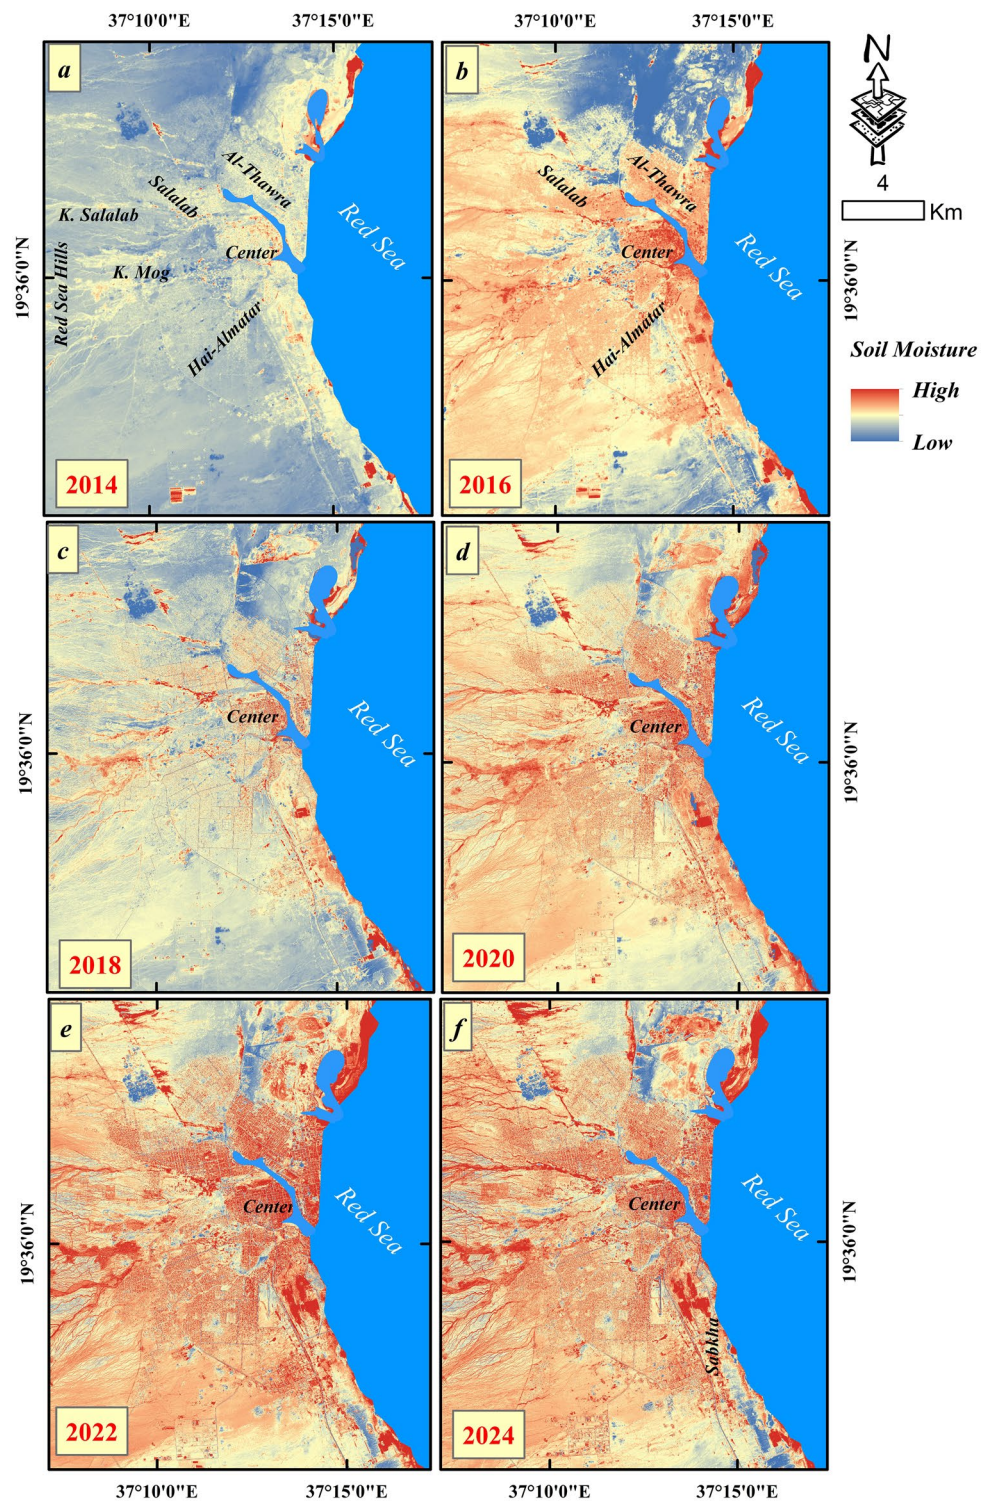 37°10'0"E
37°15'0"E
37°10'0"E
37°15'0"E
a
Al-Thawra
Salalab
K. Salalab
Red Sea
Center
K. Mog
Red Sea Hills
Hai-Almatar
2014
19°36'0"N
b
Al-Thawra
Salalab
Red Sea
Center
Hai-Almatar
2016
19°36'0"N
N
4
Km
Soil Moisture
High
Low
c
Center
Red Sea
2018
19°36'0"N
d
Center
Red Sea
2020
19°36'0"N
e
Center
Red Sea
2022
19°36'0"N
f
Center
Red Sea
Sabkha
2024
19°36'0"N
37°10'0"E
37°15'0"E
37°10'0"E
37°15'0"E